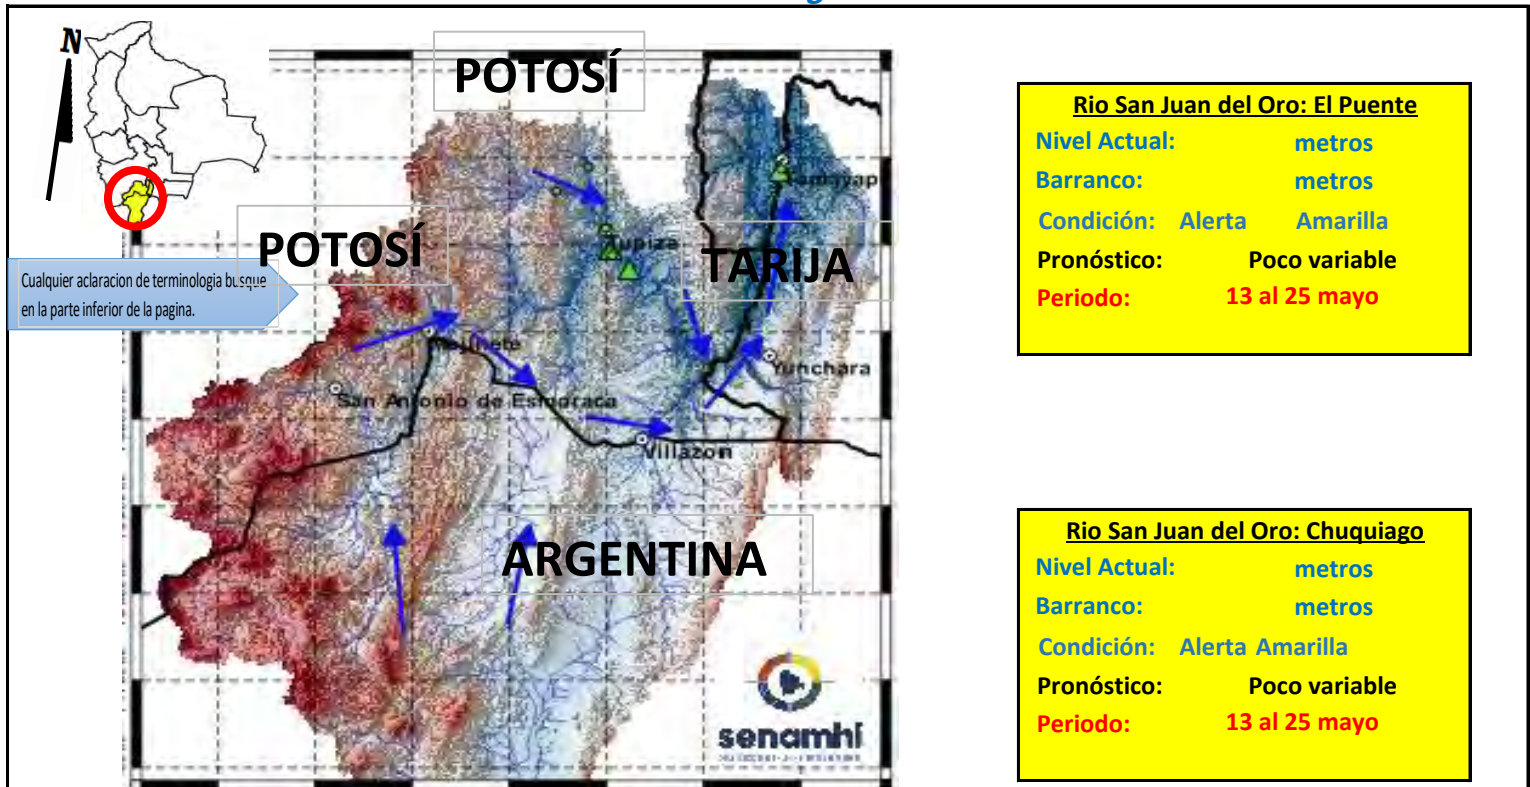 N
POTOSÍ
POTOSÍ
TARIJA
Tupiza
Cualquier aclaracion de terminologia busque
en la parte inferior de la pagina.
Mojinete
Yunchara
San Antonio de Esmoraca
Villazon
ARGENTINA
senamhi
Rio San Juan del Oro: El Puente
Nivel Actual: metros
Barranco: metros
Condición: Alerta Amarilla
Pronóstico: Poco variable
Periodo: 13 al 25 mayo
Rio San Juan del Oro: Chuquiago
Nivel Actual: metros
Barranco: metros
Condición: Alerta Amarilla
Pronóstico: Poco variable
Periodo: 13 al 25 mayo